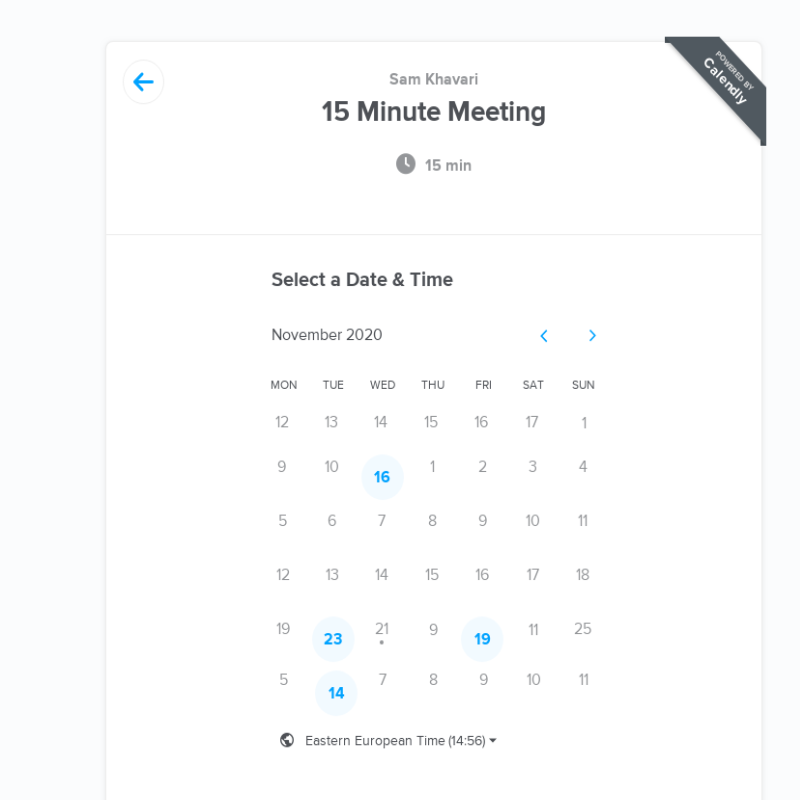 POWERED BY
Calendly
Sam Khavari
15 Minute Meeting
15 min
Select a Date & Time
November 2020
MON TUE WED THU FRI SAT SUN
12 13 14 15 16 17 1
9 10 16 1 2 3 4
5 6 7 8 9 10 11
12 13 14 15 16 17 18
19 23 21 9 19 11 25
5 14 7 8 9 10 11
Eastern European Time (14:56)